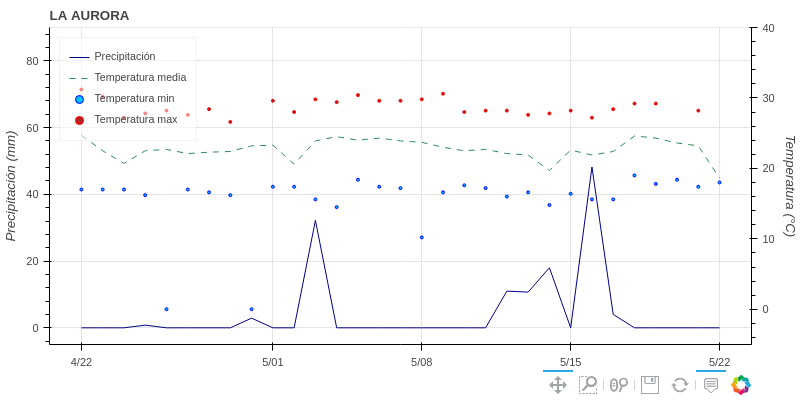 LA AURORA
Precipitación
Temperatura media
Temperatura min
Temperatura max
Precipitación (mm)
80
60
40
20
0
Temperatura (°C)
40
30
20
10
0
4/22 5/01 5/08 5/15 5/22